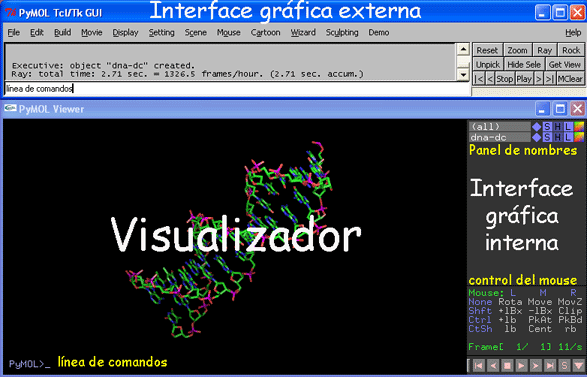 PyMOL Tcl/Tk GUI
Interface gráfica externa
File Edit Build Movie Display Setting Scene Mouse Cartoon Wizard Sculpting Demo Help
Executive: object "dna-dc" created.
Ray: total time: 2.71 sec. = 1326.5 frames/hour. (2.71 sec. accum.)
línea de comandos
Reset Zoom Ray Rock
Unpick Hide Sele Get View
|< < Stop Play > >| MClear
PyMOL Viewer
(all) S H L
dna-dc S H L
Panel de nombres
Interface
gráfica
interna
Visualizador
control del mouse
Mouse: L M R
None Rota Move MovZ
Shft +lBx -lBx Clip
Ctrl +lb PkAt PkBd
CtSh lb Cent rb
Frame[ 1/ 1] 11/s
PyMOL>_ línea de comandos
S